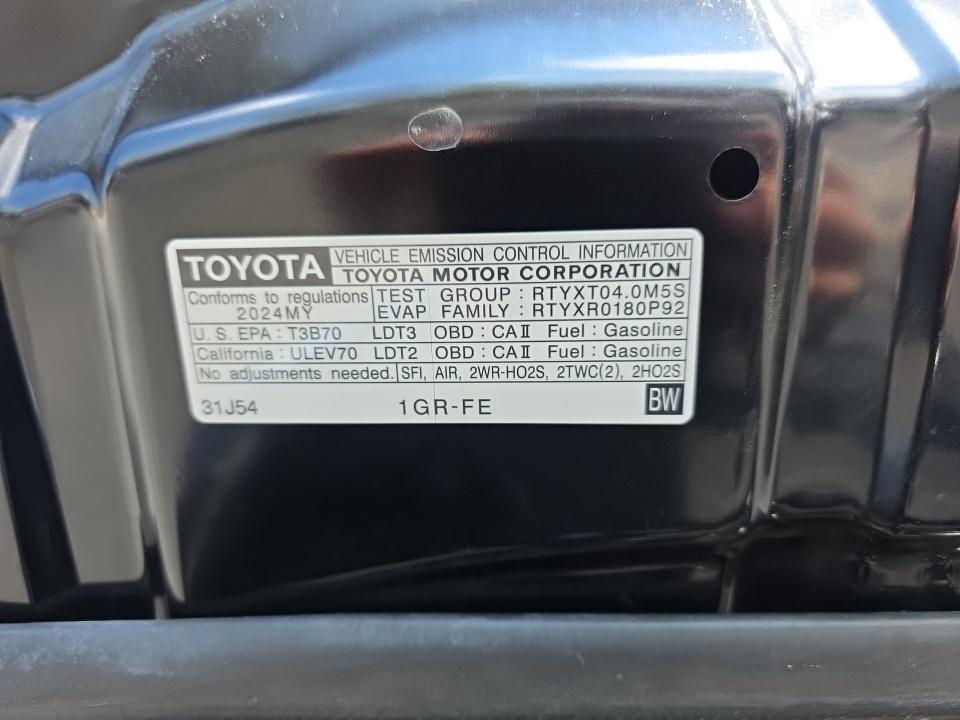 TOYOTA VEHICLE EMISSION CONTROL INFORMATION
TOYOTA MOTOR CORPORATION
Conforms to regulations TEST GROUP : RTYXT04.0M5S
2024MY EVAP FAMILY : RTYXR0180P92
U.S. EPA : T3B70 LDT3 OBD : CAⅡ Fuel : Gasoline
California : ULEV70 LDT2 OBD : CAⅡ Fuel : Gasoline
No adjustments needed. SFI, AIR, 2WR-HO2S, 2TWC(2), 2HO2S
31J54 1GR-FE BW